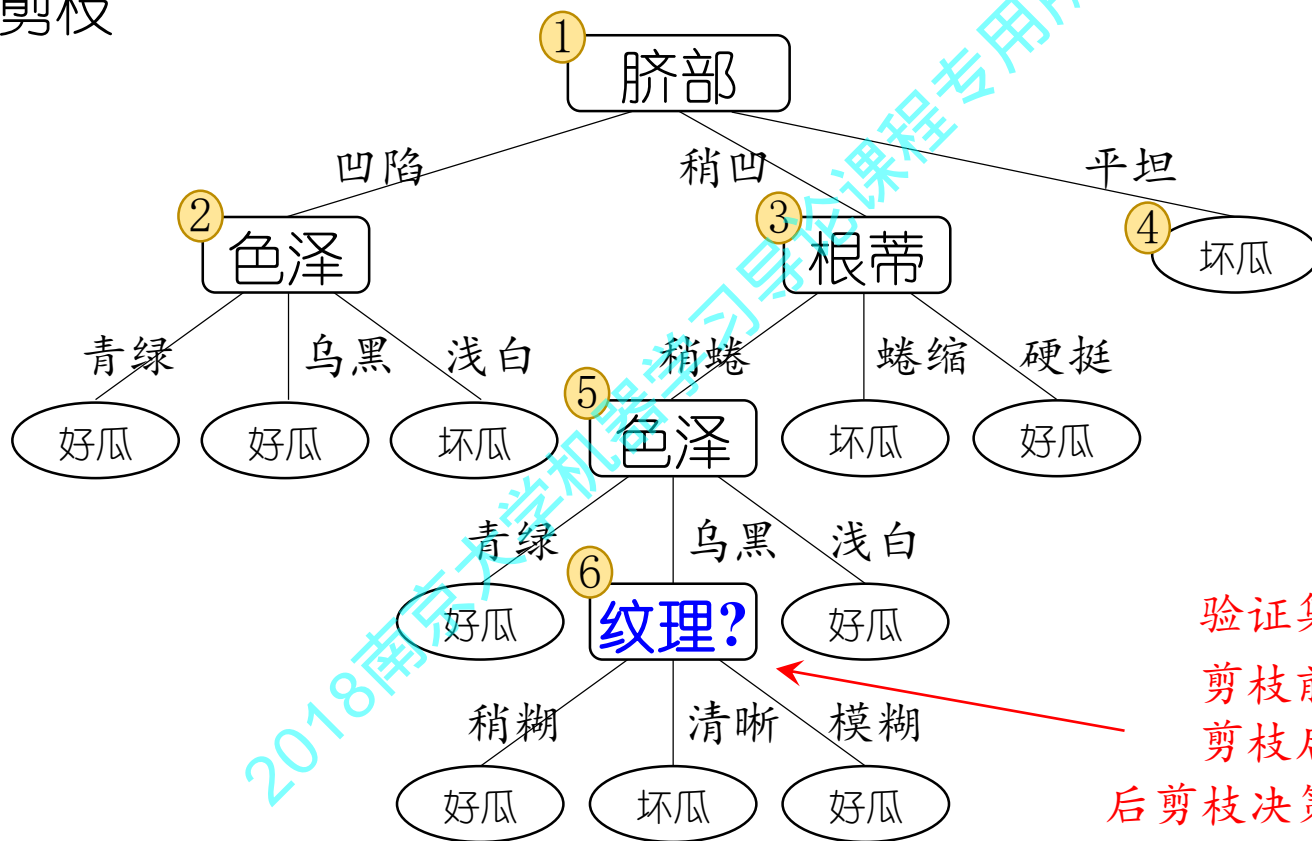 剪枝
1
脐部
凹陷
稍凹
平坦
2
色泽
3
根蒂
4
坏瓜
青绿
乌黑
浅白
稍蜷
蜷缩
硬挺
好瓜
好瓜
坏瓜
5
色泽
坏瓜
好瓜
青绿
乌黑
浅白
好瓜
6
纹理?
好瓜
验证集
剪枝前
剪枝后
后剪枝决策
稍糊
清晰
模糊
好瓜
坏瓜
好瓜
2018南京大学机器学习导论课程专用所